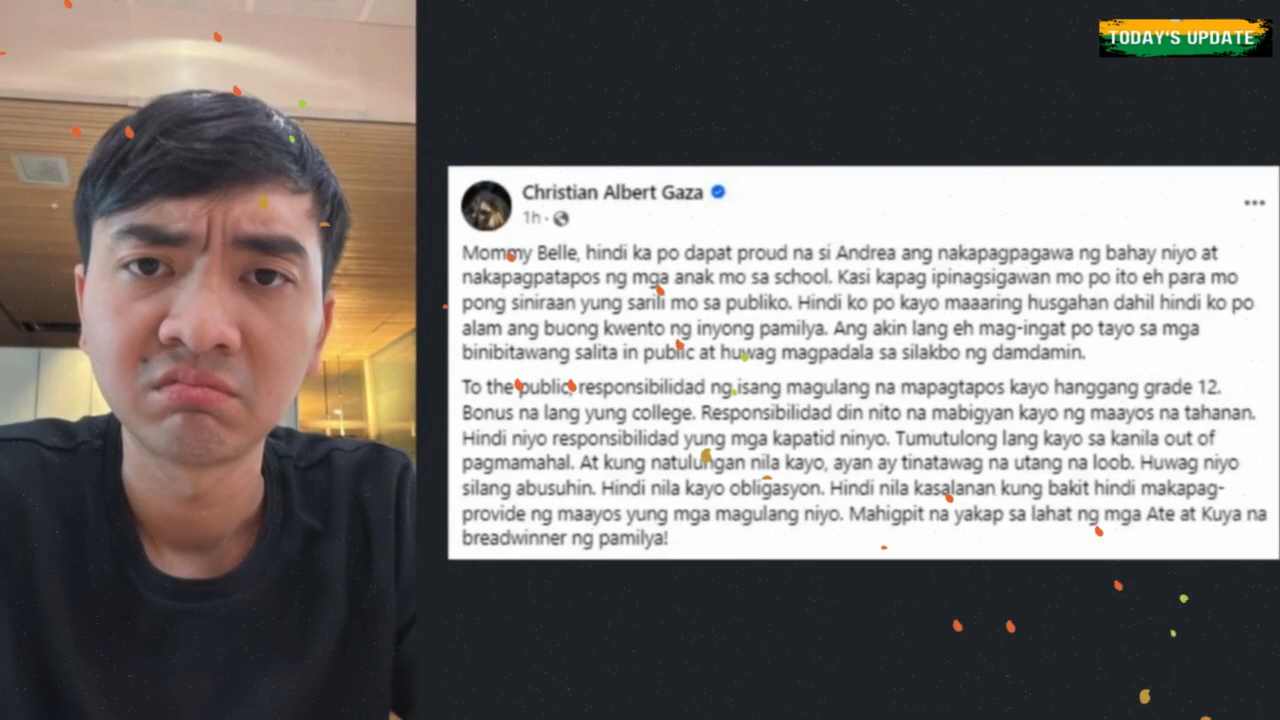 TODAY'S UPDATE
Christian Albert Gaza
1h ·
Mommy Belle, hindi ka po dapat proud na si Andrea ang nakapagpagawa ng bahay niyo at
nakapagpatapos ng mga anak mo sa school. Kasi kapag ipinagsigawan mo po ito eh para mo
pong siniraan yung sarili mo sa publiko. Hindi ko po kayo maaaring husgahan dahil hindi ko po
alam ang buong kwento ng inyong pamilya. Ang akin lang eh mag-ingat po tayo sa mga
binibitawang salita in public at huwag magpadala sa silakbo ng damdamin.
To the public, responsibilidad ng isang magulang na mapagtapos kayo hanggang grade 12.
Bonus na lang yung college. Responsibilidad din nito na mabigyan kayo ng maayos na tahanan.
Hindi niyo responsibilidad yung mga kapatid ninyo. Tumutulong lang kayo sa kanila out of
pagmamahal. At kung natulungan nila kayo, ayan ay tinatawag na utang na loob. Huwag niyo
silang abusuhin. Hindi nila kayo obligasyon. Hindi nila kasalanan kung bakit hindi makapag-
provide ng maayos yung mga magulang niyo. Mahigpit na yakap sa lahat ng mga Ate at Kuya na
breadwinner ng pamilya!